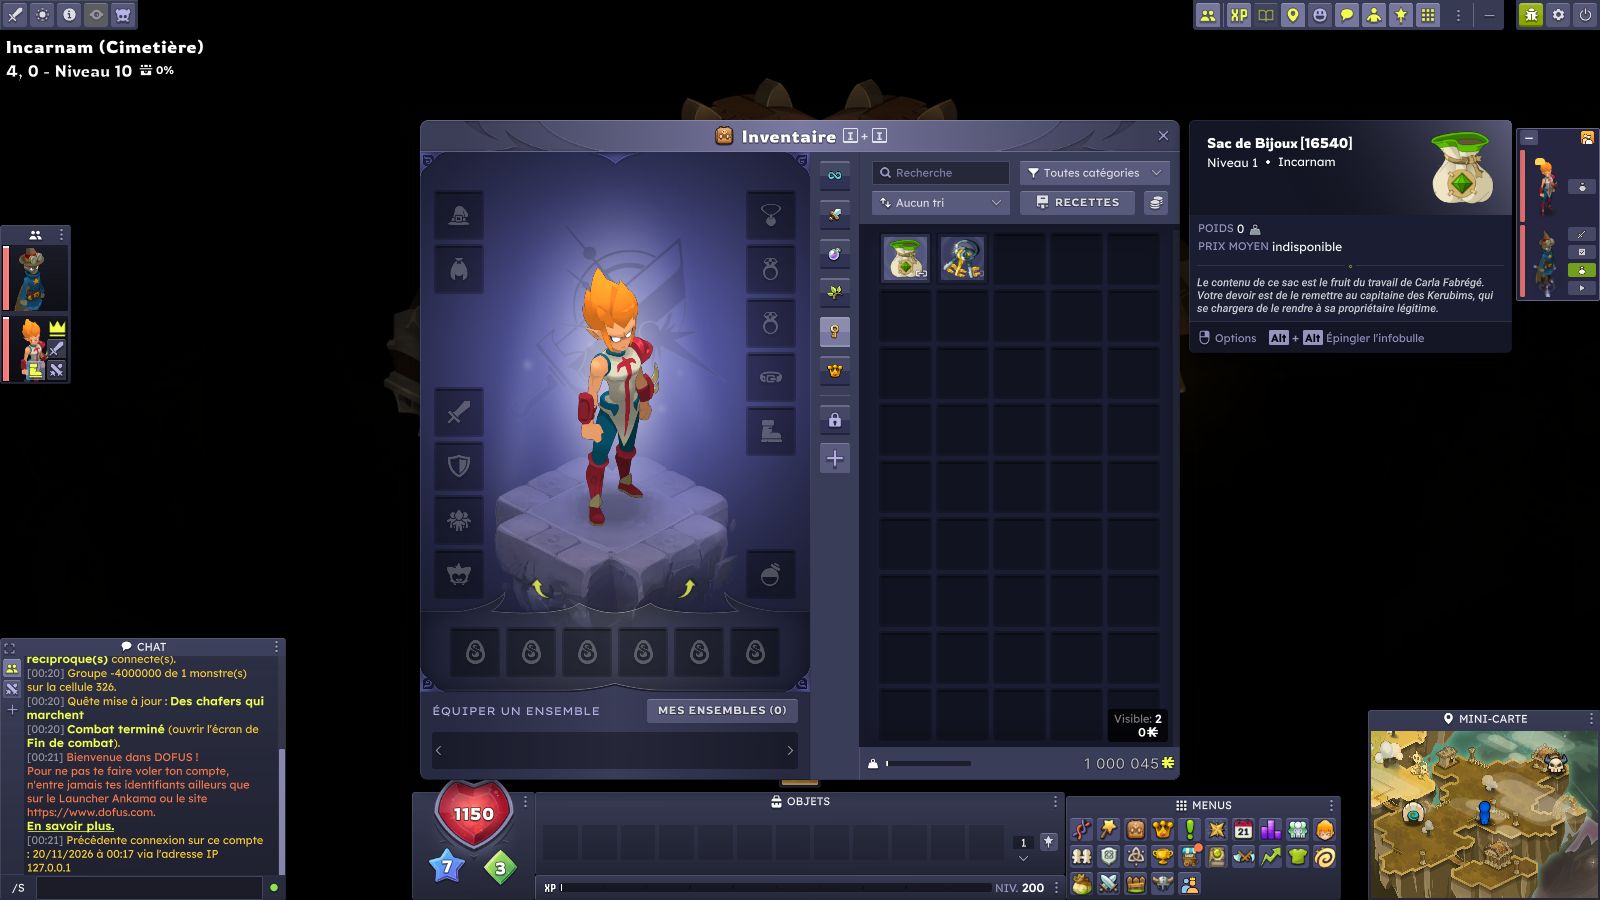 XP
Incarnam (Cimetière)
4, 0 - Niveau 10 0%
Inventaire I + I
Recherche
Toutes catégories
Aucun tri
RECETTES
Visible: 2
0
1 000 045
ÉQUIPER UN ENSEMBLE
MES ENSEMBLES (0)
Sac de Bijoux [16540]
Niveau 1 • Incarnam
POIDS 0
PRIX MOYEN indisponible
Le contenu de ce sac est le fruit du travail de Carla Fabrégé.
Votre devoir est de le remettre au capitaine des Kerubims, qui
se chargera de le rendre à sa propriétaire légitime.
Options Alt + Alt Épingler l'infobulle
CHAT
réciproque(s) connecté(s).
[00:20] Groupe -4000000 de 1 monstre(s)
sur la cellule 326.
[00:20] Quête mise à jour : Des chafers qui
marchent
[00:20] Combat terminé (ouvrir l'écran de
Fin de combat).
[00:21] Bienvenue dans DOFUS !
Pour ne pas te faire voler ton compte,
n'entre jamais tes identifiants ailleurs que
sur le Launcher Ankama ou le site
https://www.dofus.com.
En savoir plus.
[00:21] Précédente connexion sur ce compte
: 20/11/2026 à 00:17 via l'adresse IP
127.0.0.1
/S
1150
7
3
OBJETS
1
XP
NIV. 200
MENUS
21
MINI-CARTE